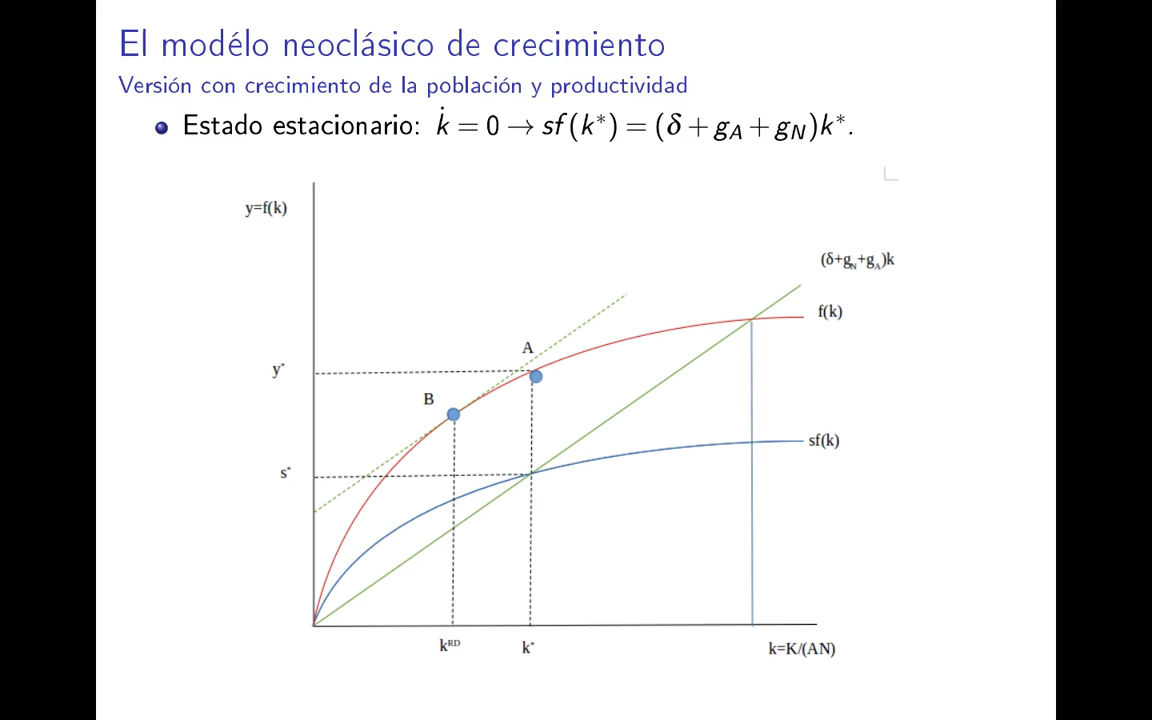 El modélo neoclásico de crecimiento
Versión con crecimiento de la población y productividad
Estado estacionario: k̇ = 0 → sf(k*) = (δ + g_A + g_N)k*.
y=f(k)
(δ+g_N+g_A)k
f(k)
A
y*
B
sf(k)
s*
k^RD
k*
k=K/(AN)